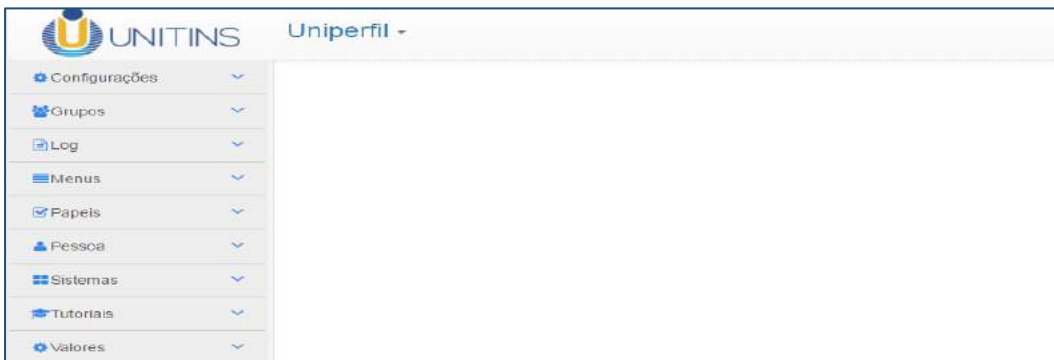 UNITINS
Uniperfil
Configurações
Grupos
Log
Menus
Papeis
Pessoa
Sistemas
Tutoriais
Valores